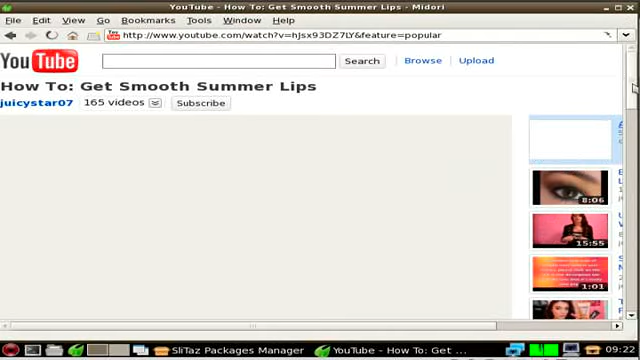 YouTube - How To: Get Smooth Summer Lips - Midori
File Edit View Go Bookmarks Tools Window Help
http://www.youtube.com/watch?v=hJsx93DZ7LY&feature=popular
YouTube Search Browse Upload
How To: Get Smooth Summer Lips
juicystar07 165 videos Subscribe
8:06
15:55
1:01
SliTaz Packages Manager YouTube - How To: Get ... 09:22